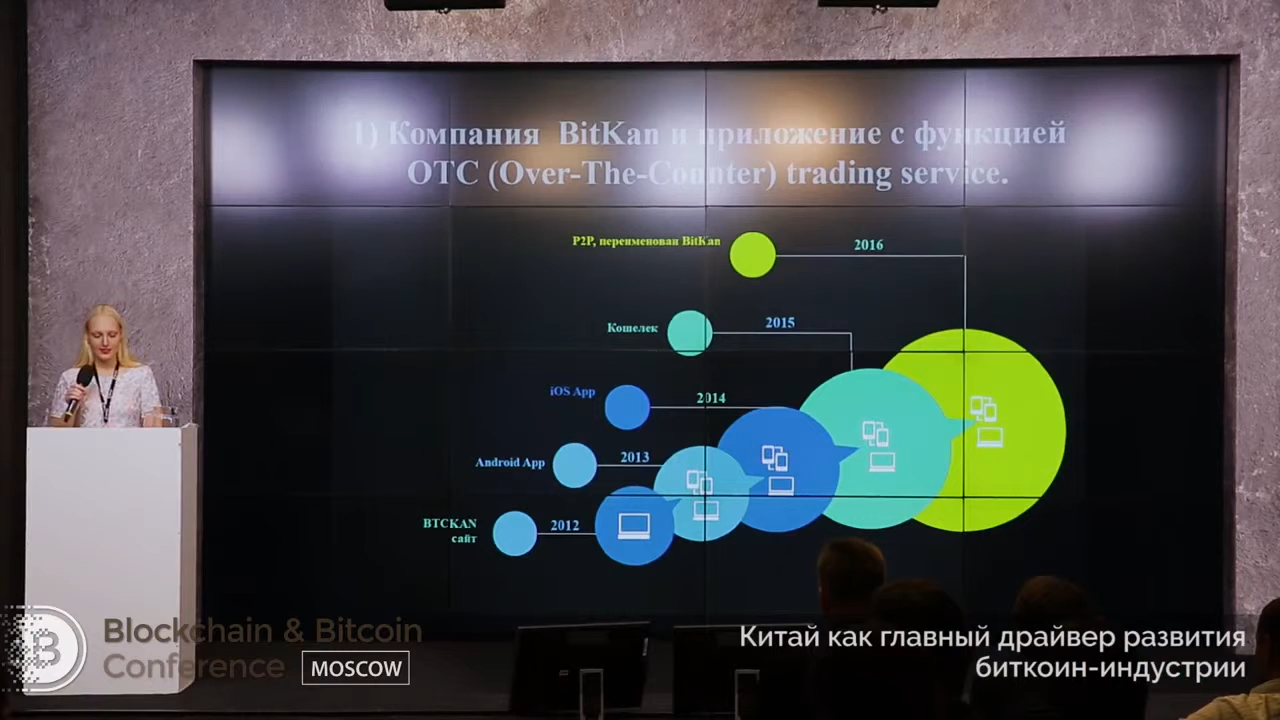 1) Компания BitKan и приложение с функцией
OTC (Over-The-Counter) trading service.
P2P, переименован BitKan
2016
Кошелек
2015
iOS App
2014
Android App
2013
BTCKAN
сайт
2012
Blockchain & Bitcoin
Conference MOSCOW
Китай как главный драйвер развития
биткоин-индустрии